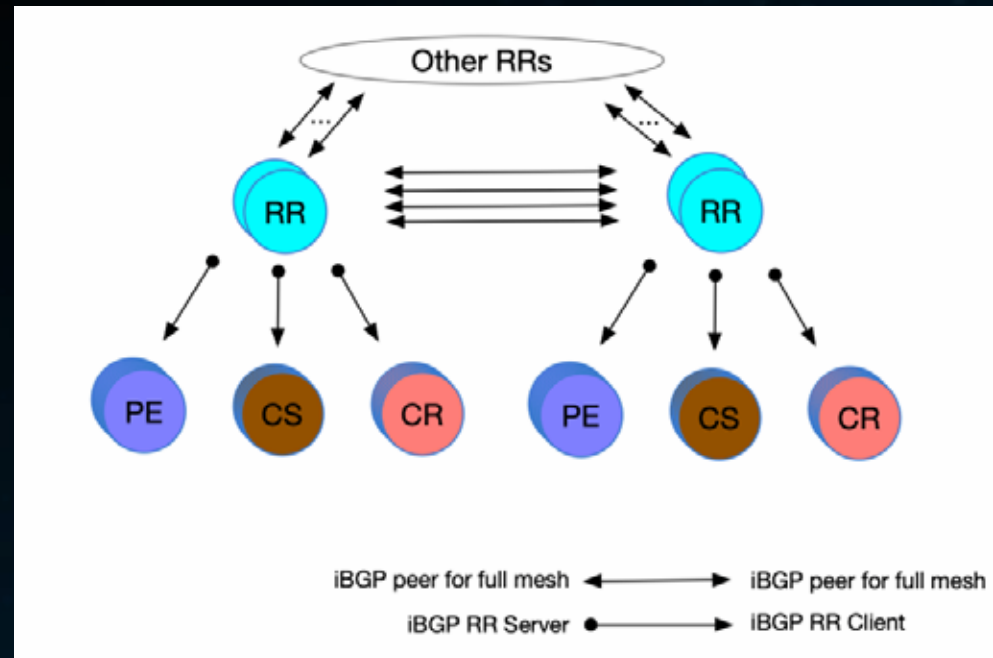 Other RRs
...
...
RR
RR
PE
CS
CR
PE
CS
CR
iBGP peer for full mesh
iBGP peer for full mesh
iBGP RR Server
iBGP RR Client